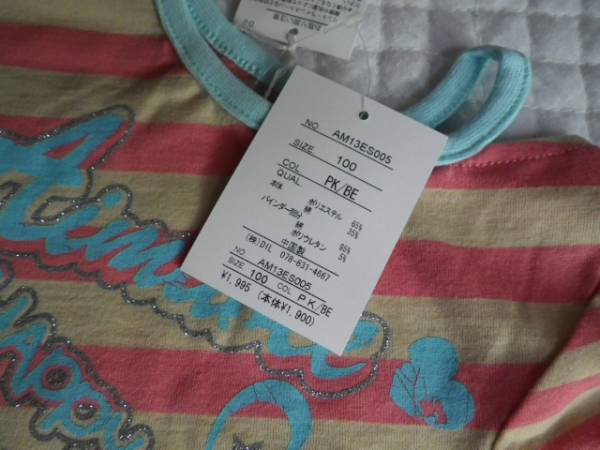 NO AM13ES005
SIZE 100
COL PK/BE
QUAL
本体 ポリエステル 65%
綿 35%
バインダー部分 綿 95%
ポリウレタン 5%
中国製
(株)DIL 078-631-4667
NO AM13ES005
SIZE 100 COL PK/BE
¥1,995 (本体¥1,900)
HAPPY